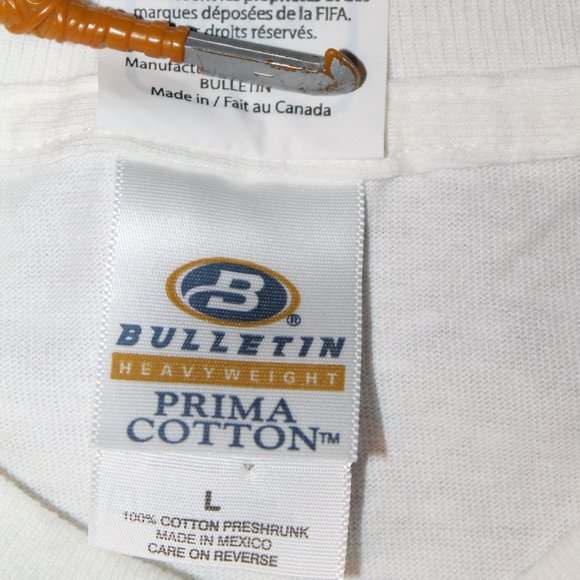 marques déposées de la FIFA.
droits réservés.
Manufact
BULLETIN
Made in / Fait au Canada
B
BULLETIN®
HEAVYWEIGHT
PRIMA
COTTON™
L
100% COTTON PRESHRUNK
MADE IN MEXICO
CARE ON REVERSE